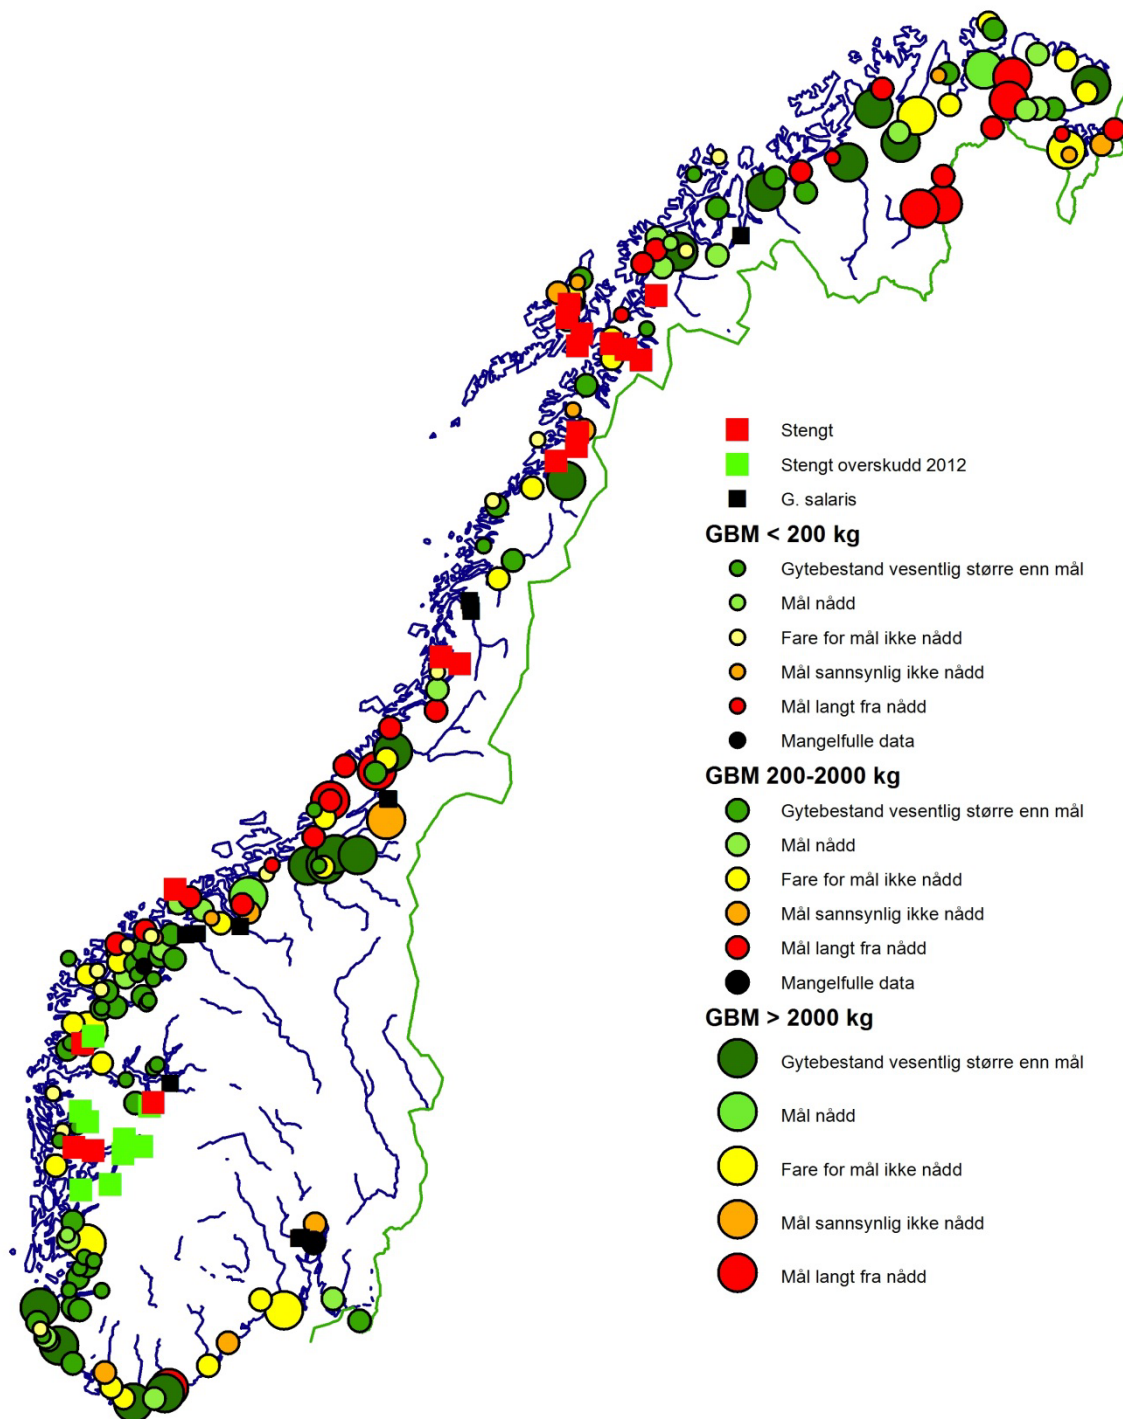 Stengt
Stengt overskudd 2012
G. salaris
GBM < 200 kg
Gytebestand vesentlig større enn mål
Mål nådd
Fare for mål ikke nådd
Mål sannsynlig ikke nådd
Mål langt fra nådd
Mangelfulle data
GBM 200-2000 kg
Gytebestand vesentlig større enn mål
Mål nådd
Fare for mål ikke nådd
Mål sannsynlig ikke nådd
Mål langt fra nådd
Mangelfulle data
GBM > 2000 kg
Gytebestand vesentlig større enn mål
Mål nådd
Fare for mål ikke nådd
Mål sannsynlig ikke nådd
Mål langt fra nådd